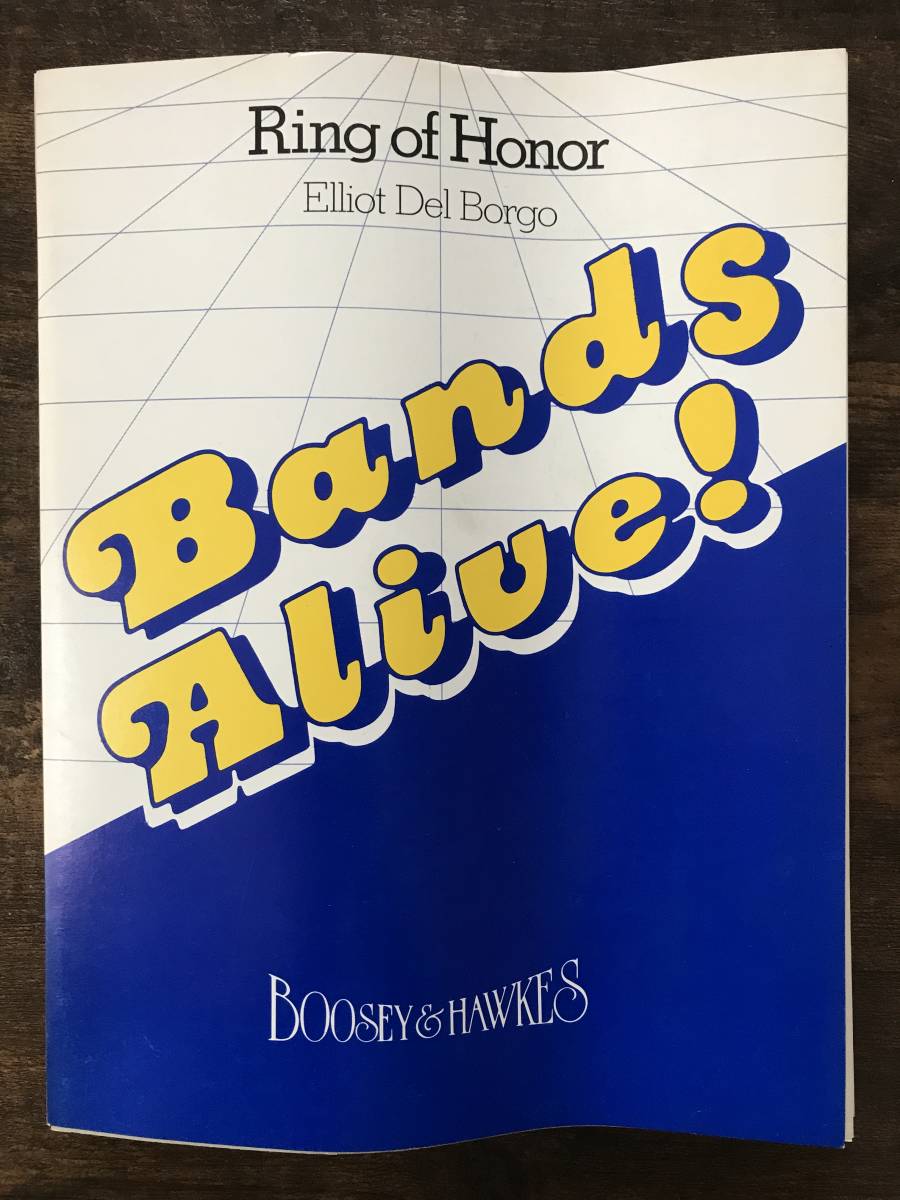 Ring of Honor
Elliot Del Borgo
Bands
Alive!
BOOSEY & HAWKES